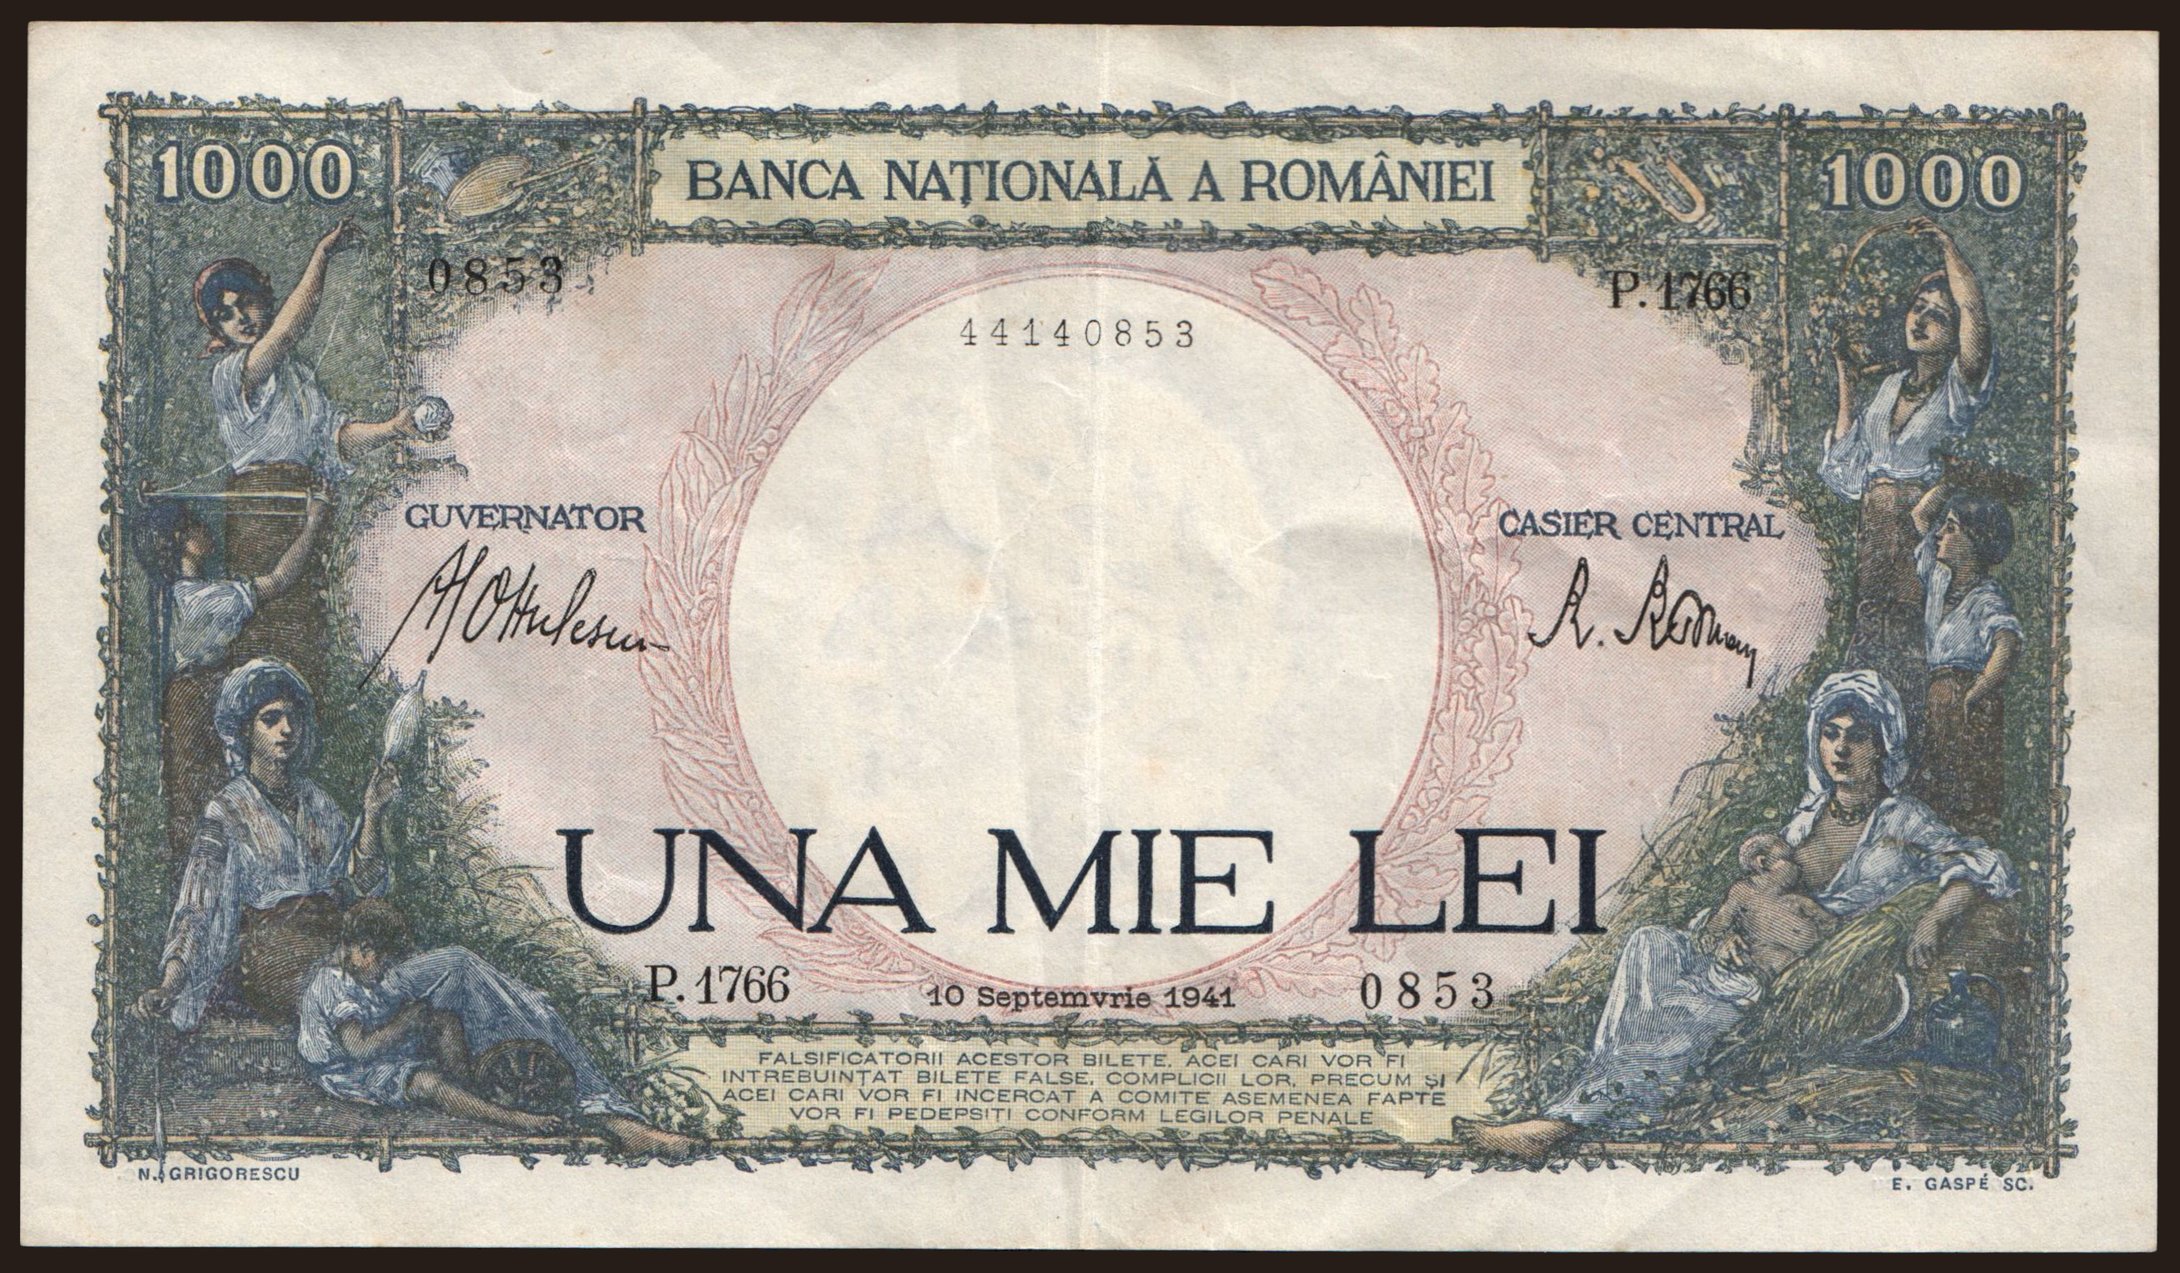 1000
BANCA NAȚIONALĂ A ROMÂNIEI
1000
0853
P.1766
44140853
GUVERNATOR
CASIER CENTRAL
AlOttulescu
UNA MIE LEI
P.1766
10 Septemvrie 1941
0853
FALSIFICATORII ACESTOR BILETE, ACEI CARI VOR FI
INTREBUINȚAT BILETE FALSE, COMPLICII LOR, PRECUM ȘI
ACEI CARI VOR FI INCERCAT A COMITE ASEMENEA FAPTE
VOR FI PEDEPSITI CONFORM LEGILOR PENALE
N. GRIGORESCU
E. GASPÉ SC.